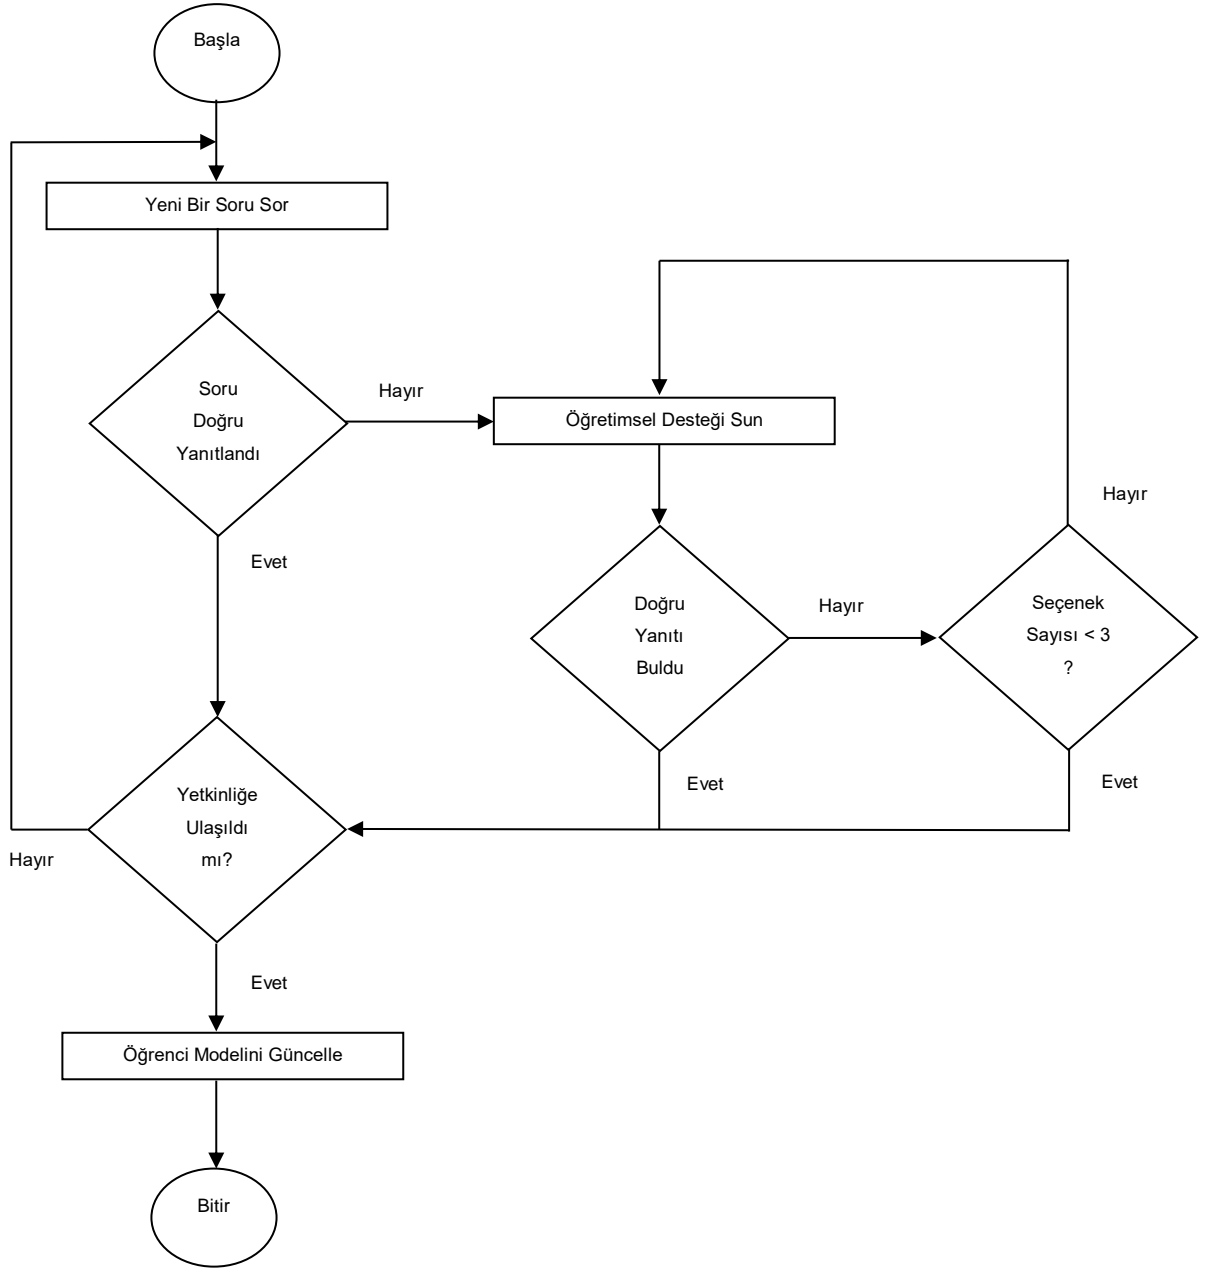 Başla
Yeni Bir Soru Sor
Soru
Doğru
Yanıtlandı
Hayır
Öğretimsel Desteği Sun
Hayır
Evet
Doğru
Yanıtı
Buldu
Hayır
Seçenek
Sayısı < 3
?
Evet
Evet
Yetkinliğe
Ulaşıldı
mı?
Hayır
Evet
Öğrenci Modelini Güncelle
Bitir